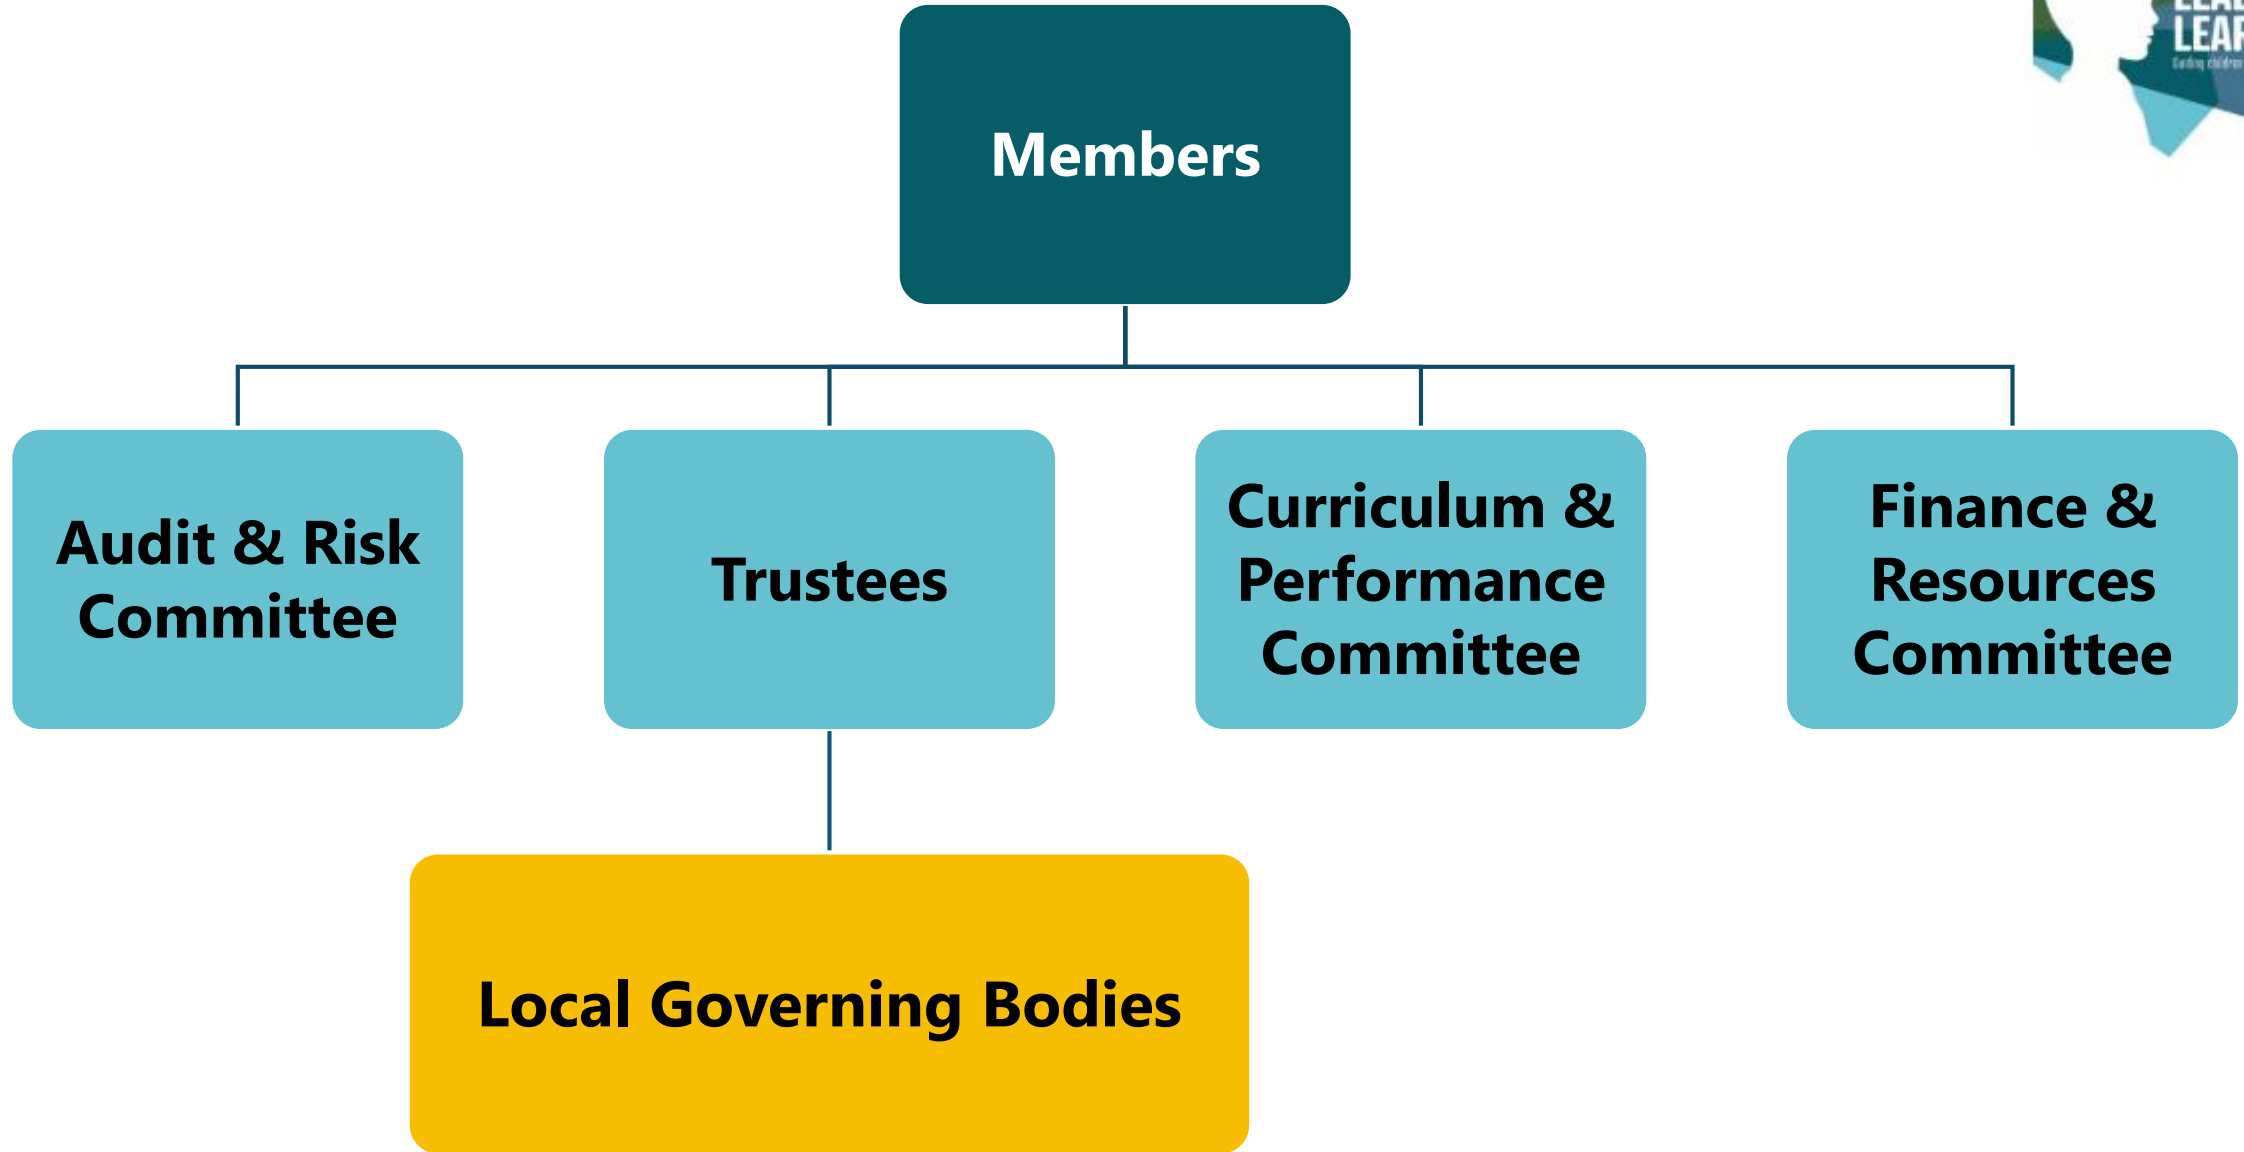 Members
Audit & Risk
Committee
Trustees
Curriculum &
Performance
Committee
Finance &
Resources
Committee
Local Governing Bodies